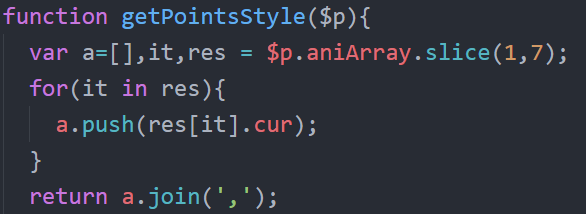 function getPointsStyle($p){
var a=[],it,res = $p.aniArray.slice(1,7);
for(it in res){
a.push(res[it].cur);
}
return a.join(',');